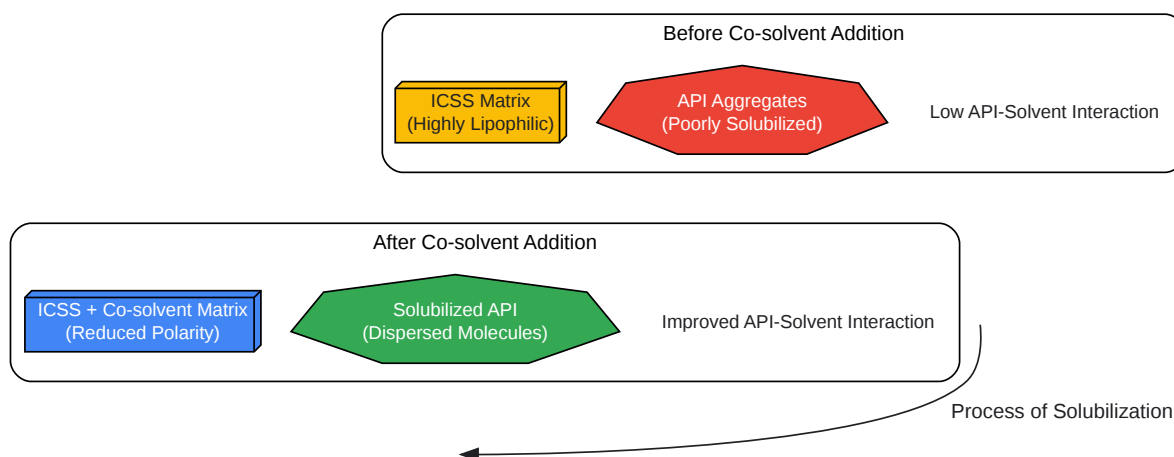 Before Co-solvent Addition
ICSS Matrix
(Highly Lipophilic)
API Aggregates
(Poorly Solubilized)
Low API-Solvent Interaction
After Co-solvent Addition
ICSS + Co-solvent Matrix
(Reduced Polarity)
Solubilized API
(Dispersed Molecules)
Improved API-Solvent Interaction
Process of Solubilization